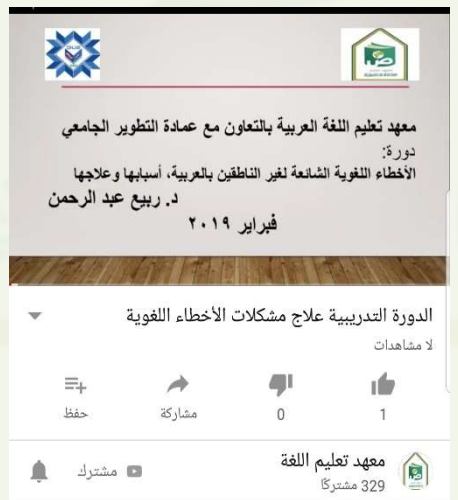 معهد تعليم اللغة العربية بالتعاون مع عمادة التطوير الجامعي
دورة:
الأخطاء اللغوية الشائعة لغير الناطقين بالعربية، أسبابها وعلاجها
د. ربيع عبد الرحمن
فبراير ٢٠١٩
الدورة التدريبية علاج مشكلات الأخطاء اللغوية
لا مشاهدات
1
0
مشاركة
حفظ
معهد تعليم اللغة
329 مشتركًا
مشترك